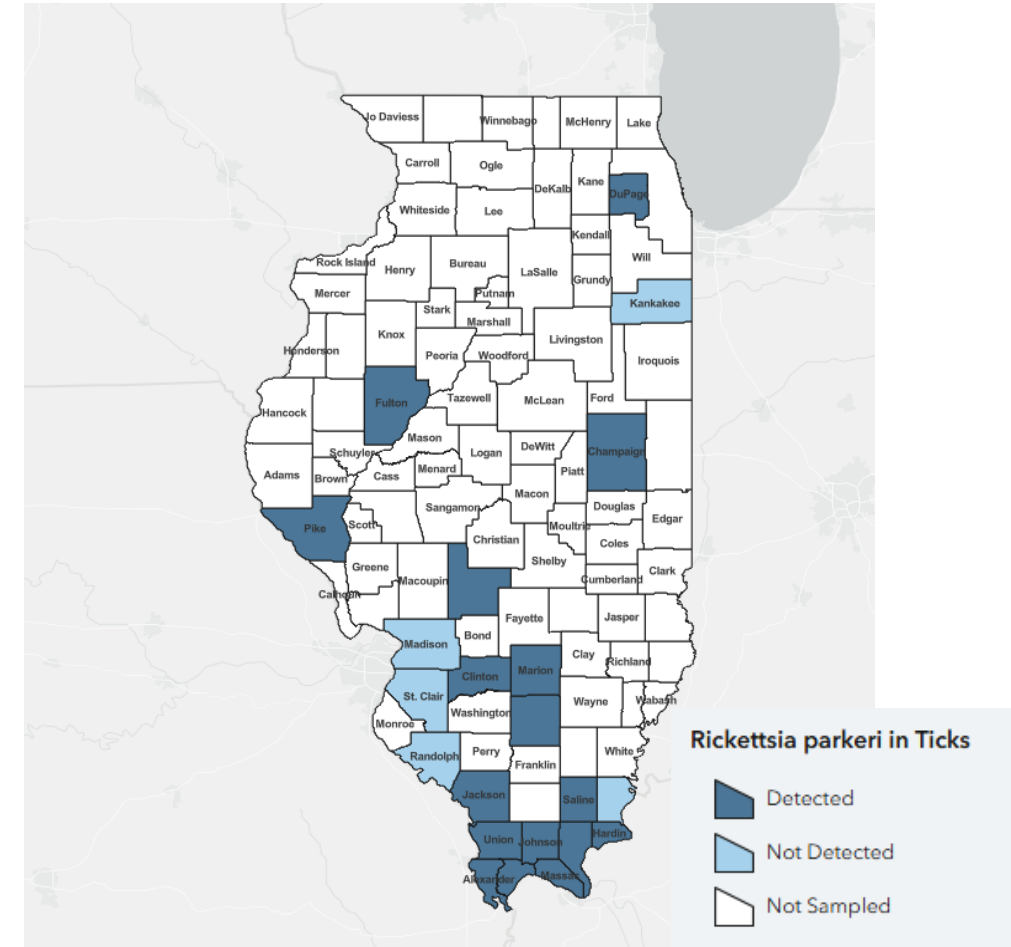 Jo Daviess
Winnebago
McHenry
Lake
Carroll
Ogle
DeKalb
Kane
DuPage
Whiteside
Lee
Kendall
Will
Rock Island
Henry
Bureau
LaSalle
Grundy
Mercer
Putnam
Kankakee
Stark
Marshall
Knox
Livingston
Henderson
Peoria
Woodford
Iroquois
Fulton
Tazewell
McLean
Ford
Hancock
Mason
Schuyler
Logan
DeWitt
Champaign
Adams
Brown
Cass
Menard
Piatt
Macon
Sangamon
Douglas
Edgar
Pike
Scott
Moultrie
Christian
Coles
Shelby
Greene
Macoupin
Cumberland
Clark
Calhoun
Fayette
Jasper
Madison
Bond
Clay
Richland
Clinton
Marion
St. Clair
Wayne
Wabash
Washington
Monroe
Randolph
Perry
Franklin
White
Jackson
Saline
Union
Johnson
Hardin
Alexander
Massac
Rickettsia parkeri in Ticks
Detected
Not Detected
Not Sampled